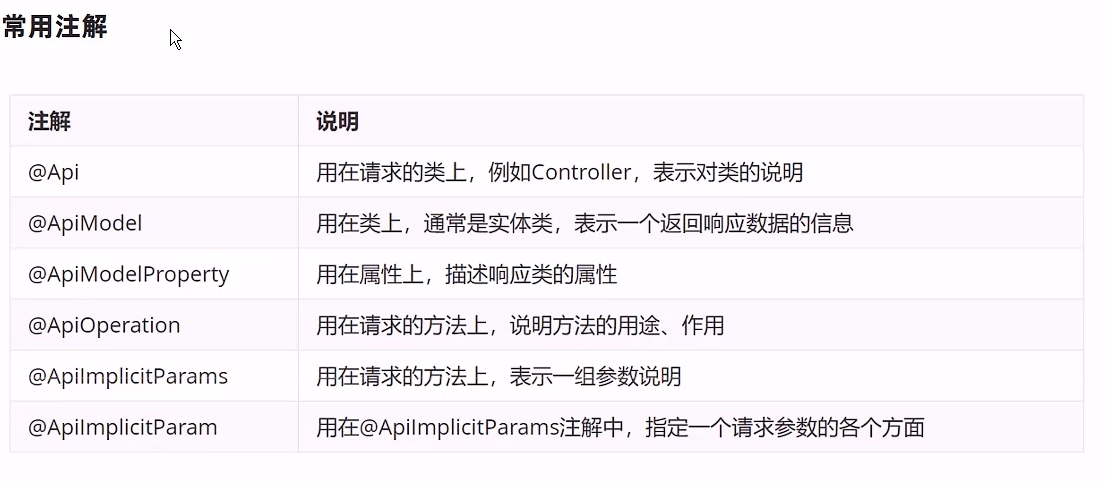 常用注解
注解 说明
@Api 用在请求的类上，例如Controller，表示对类的说明
@ApiModel 用在类上，通常是实体类，表示一个返回响应数据的信息
@ApiModelProperty 用在属性上，描述响应类的属性
@ApiOperation 用在请求的方法上，说明方法的用途、作用
@ApiImplicitParams 用在请求的方法上，表示一组参数说明
@ApiImplicitParam 用在@ApiImplicitParams注解中，指定一个请求参数的各个方面